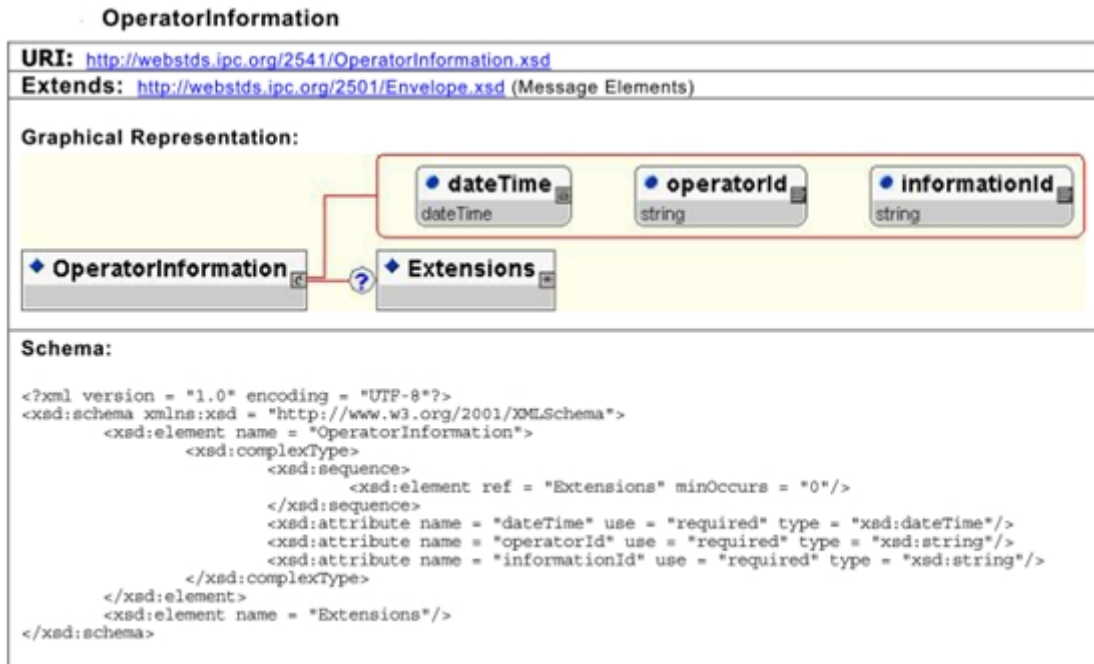 OperatorInformation
URI: http://webstds.ipc.org/2541/OperatorInformation.xsd
Extends: http://webstds.ipc.org/2501/Envelope.xsd (Message Elements)
Graphical Representation:
dateTime operatorId informationId
dateTime string string
OperatorInformation ? Extensions
Schema:
<?xml version = "1.0" encoding = "UTF-8"?>
<xsd:schema xmlns:xsd = "http://www.w3.org/2001/XMLSchema">
<xsd:element name = "OperatorInformation">
<xsd:complexType>
<xsd:sequence>
<xsd:element ref = "Extensions" minOccurs = "0"/>
</xsd:sequence>
<xsd:attribute name = "dateTime" use = "required" type = "xsd:dateTime"/>
<xsd:attribute name = "operatorId" use = "required" type = "xsd:string"/>
<xsd:attribute name = "informationId" use = "required" type = "xsd:string"/>
</xsd:complexType>
</xsd:element>
<xsd:element name = "Extensions"/>
</xsd:schema>